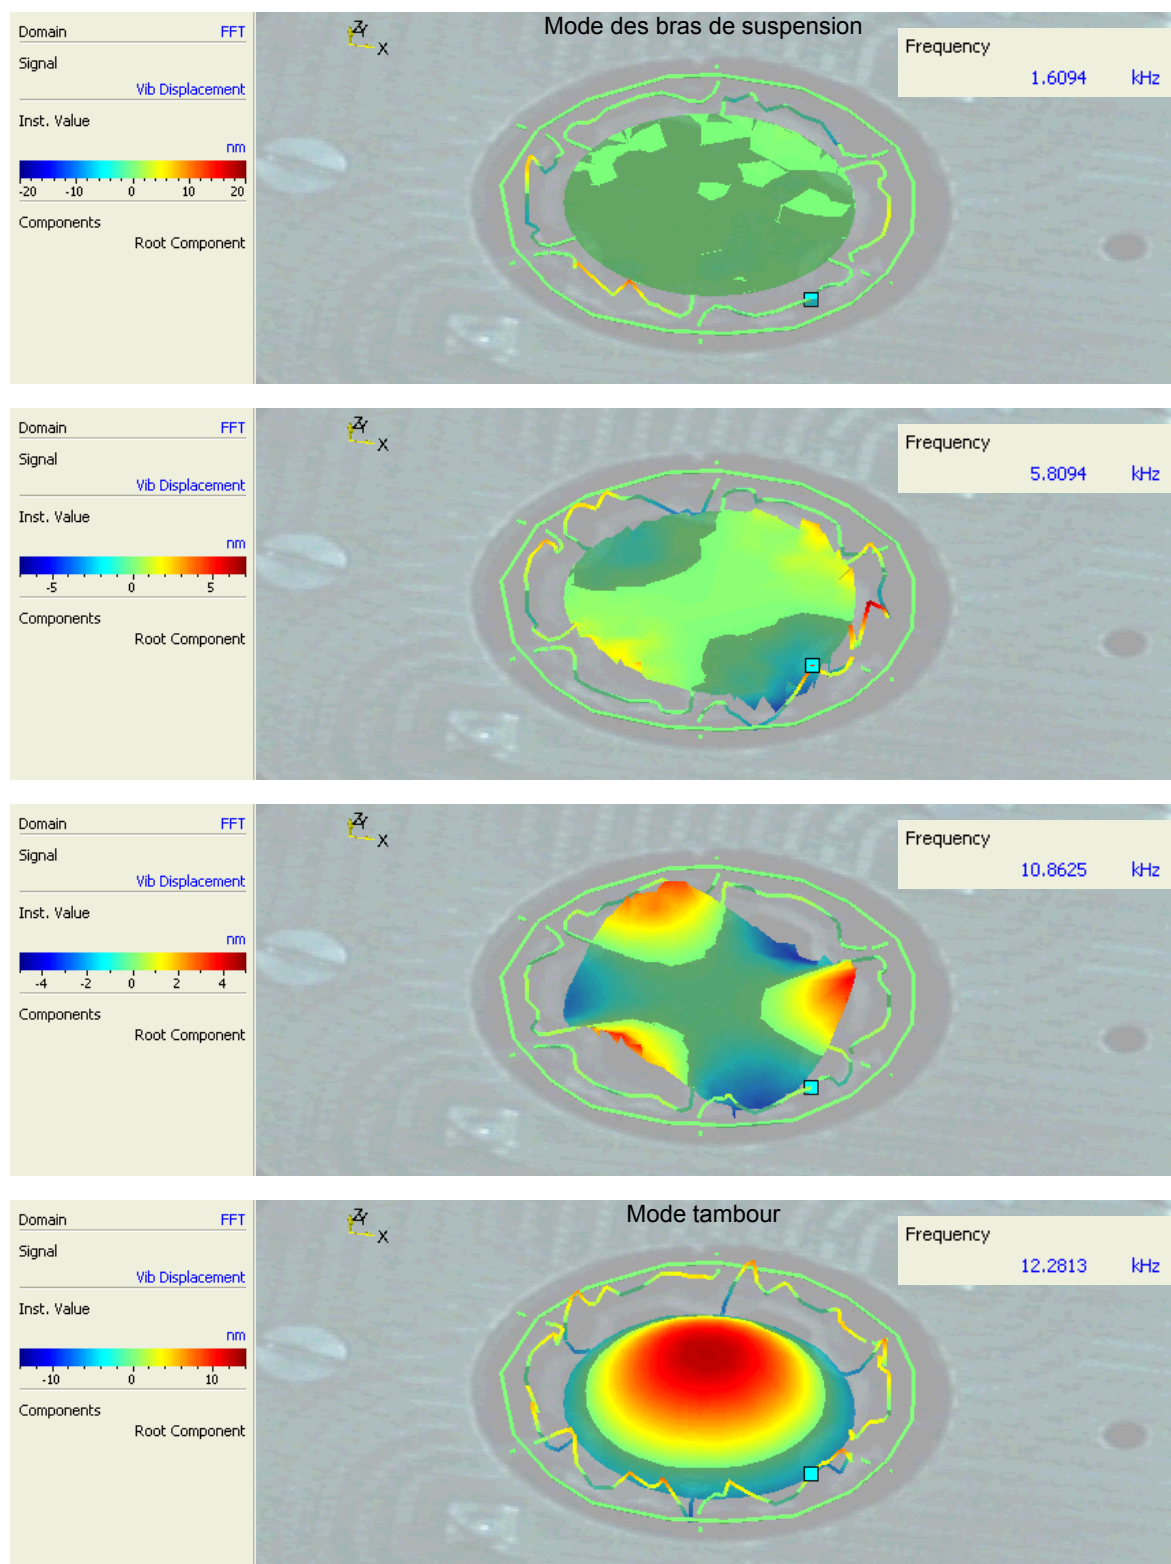 Mode des bras de suspension
Domain FFT
Signal
Vib Displacement
Inst. Value
nm
-20 -10 0 10 20
Components
Root Component
Z Y X
Frequency
1.6094 kHz
Domain FFT
Signal
Vib Displacement
Inst. Value
nm
-5 0 5
Components
Root Component
Z Y X
Frequency
5.8094 kHz
Domain FFT
Signal
Vib Displacement
Inst. Value
nm
-4 -2 0 2 4
Components
Root Component
Z Y X
Frequency
10.8625 kHz
Mode tambour
Domain FFT
Signal
Vib Displacement
Inst. Value
nm
-10 0 10
Components
Root Component
Z Y X
Frequency
12.2813 kHz